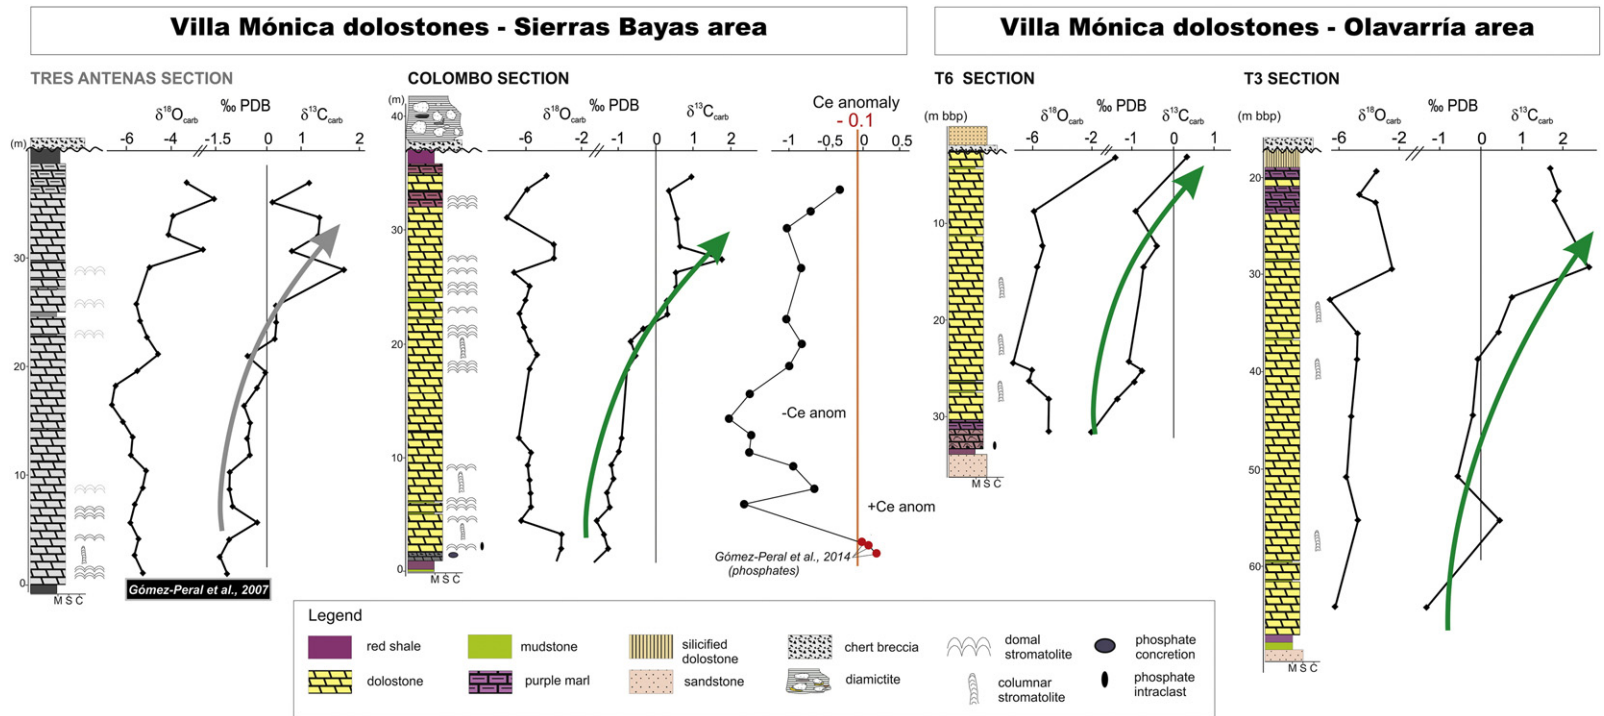 Villa Mónica dolostones - Sierras Bayas area
Villa Mónica dolostones - Olavarría area
TRES ANTENAS SECTION
δ18Ocarb
‰ PDB
δ13Ccarb
-6
-4
-1.5
0
1
2
(m)
30
20
10
0
M S C
Gómez-Peral et al., 2007
COLOMBO SECTION
(m)
40
δ18Ocarb
‰ PDB
δ13Ccarb
-6
-2
-1
0
2
30
20
10
0
M S C
Ce anomaly
- 0.1
-1
-0,5
0
0.5
-Ce anom
+Ce anom
Gómez-Peral et al., 2014
(phosphates)
T6 SECTION
(m bbp)
δ18Ocarb
‰ PDB
δ13Ccarb
-6
-2
-1
0
1
10
20
30
M S C
T3 SECTION
(m bbp)
δ18Ocarb
‰ PDB
δ13Ccarb
-6
-2
-1
0
1
2
20
30
40
50
60
M S C
Legend
red shale
mudstone
silicified
dolostone
chert breccia
domal
stromatolite
phosphate
concretion
dolostone
purple marl
sandstone
diamictite
columnar
stromatolite
phosphate
intraclast